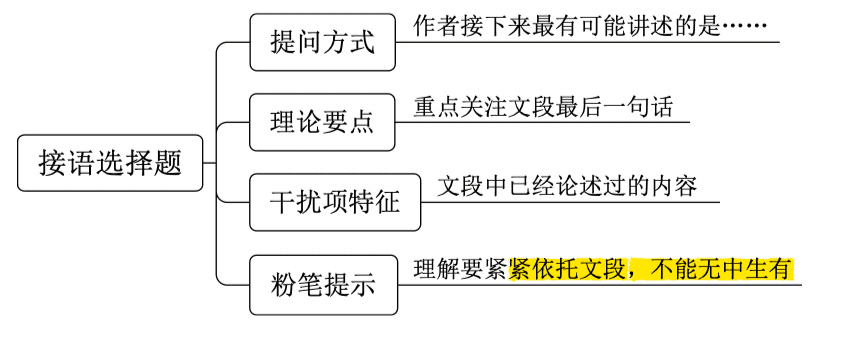 提问方式
作者接下来最有可能讲述的是……
理论要点
重点关注文段最后一句话
接语选择题
干扰项特征
文段中已经论述过的内容
粉笔提示
理解要紧紧依托文段，不能无中生有